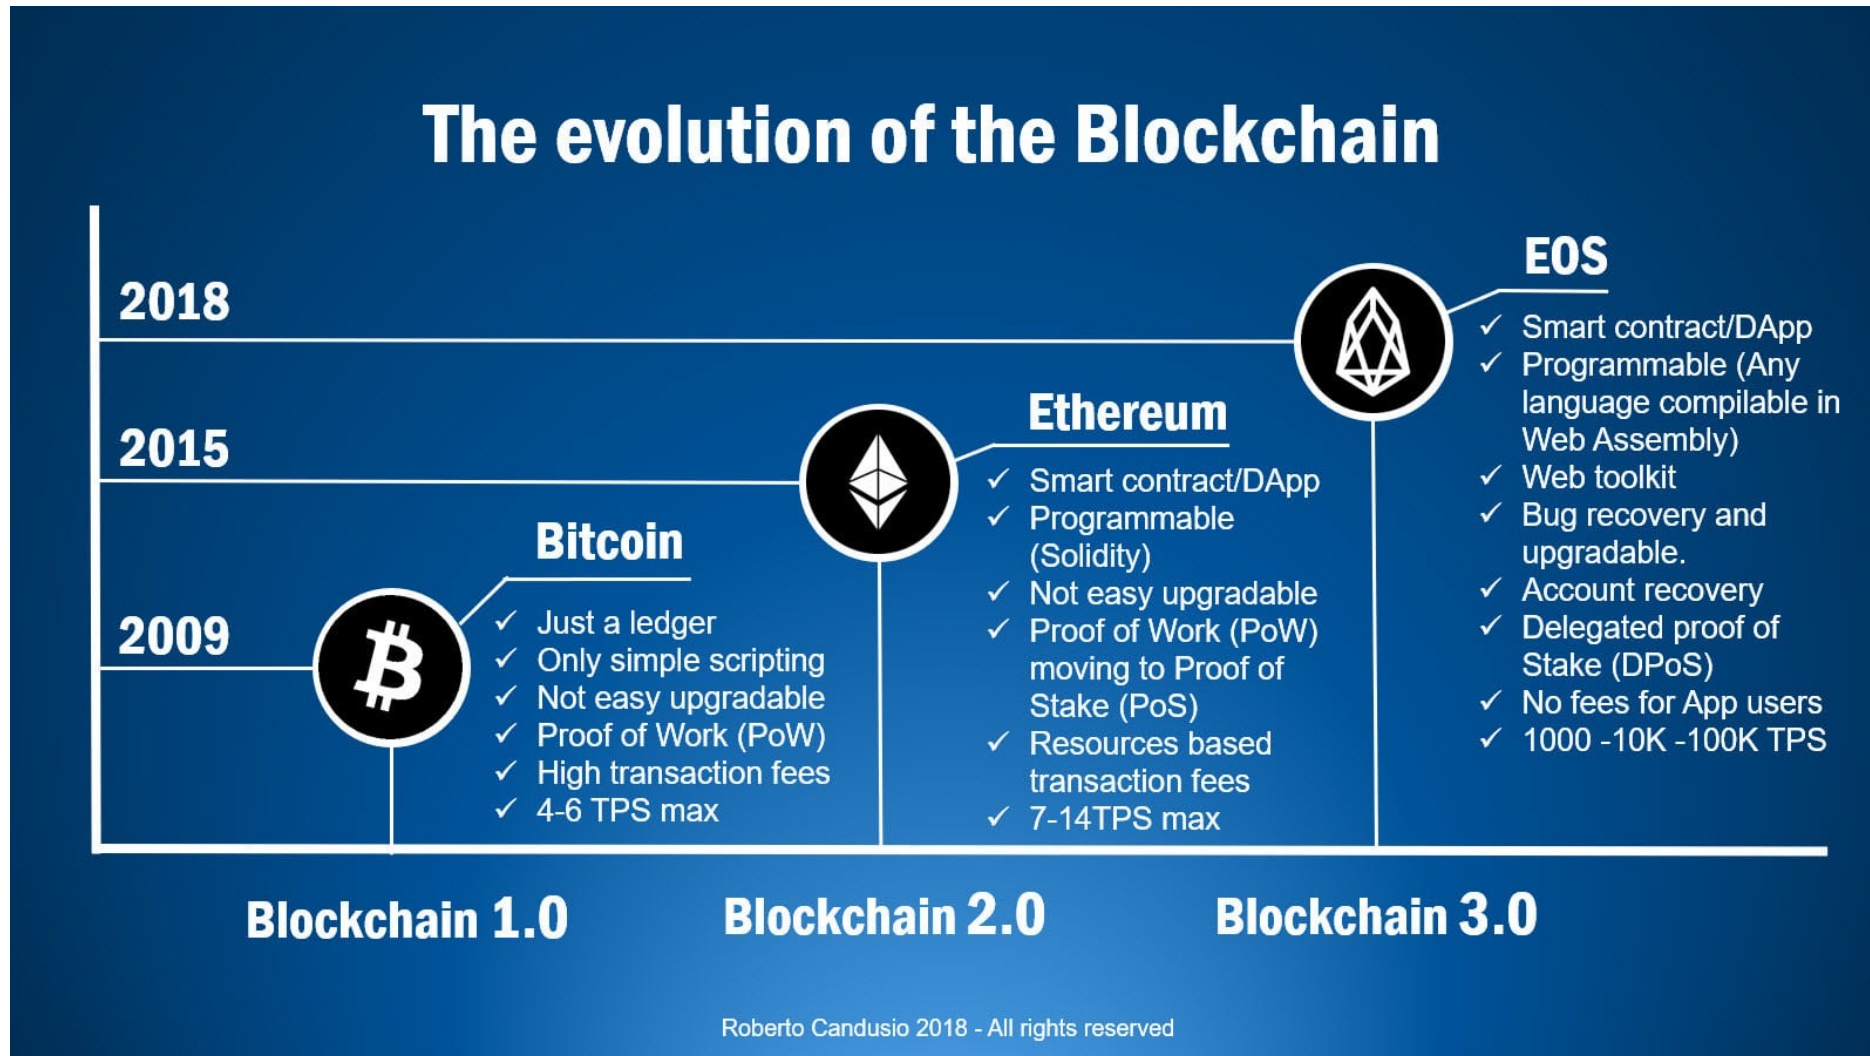 The evolution of the Blockchain
2018
2015
2009
Bitcoin
✓ Just a ledger
✓ Only simple scripting
✓ Not easy upgradable
✓ Proof of Work (PoW)
✓ High transaction fees
✓ 4-6 TPS max
Ethereum
✓ Smart contract/DApp
✓ Programmable
(Solidity)
✓ Not easy upgradable
✓ Proof of Work (PoW)
moving to Proof of
Stake (PoS)
✓ Resources based
transaction fees
✓ 7-14TPS max
EOS
✓ Smart contract/DApp
✓ Programmable (Any
language compilable in
Web Assembly)
✓ Web toolkit
✓ Bug recovery and
upgradable.
✓ Account recovery
✓ Delegated proof of
Stake (DPoS)
✓ No fees for App users
✓ 1000 -10K -100K TPS
Blockchain 1.0
Blockchain 2.0
Blockchain 3.0
Roberto Candusio 2018 - All rights reserved